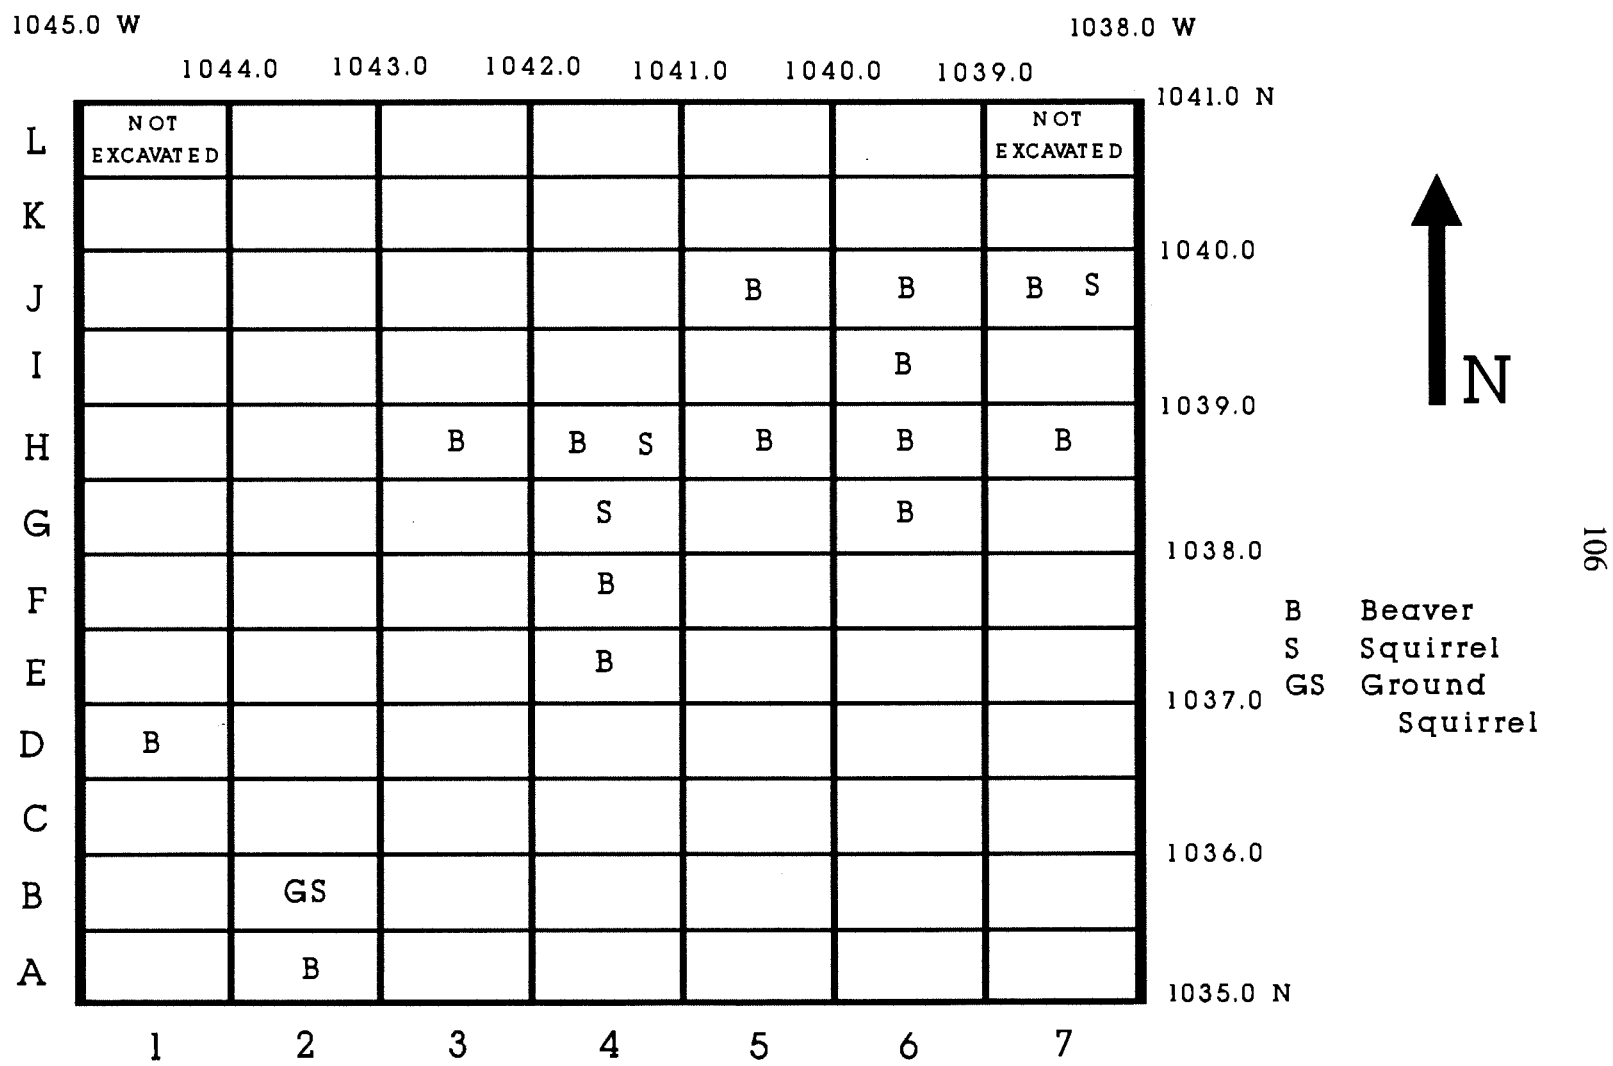 1045.0 W
1038.0 W
1044.0 1043.0 1042.0 1041.0 1040.0 1039.0
1041.0 N
L NOT EXCAVATED NOT EXCAVATED
K
1040.0
J B B B S
I B
N
1039.0
H B B S B B B
G S B
1038.0
106
F B
B Beaver
S Squirrel
E B
GS Ground
Squirrel
1037.0
D B
C
1036.0
B GS
A B
1035.0 N
1 2 3 4 5 6 7